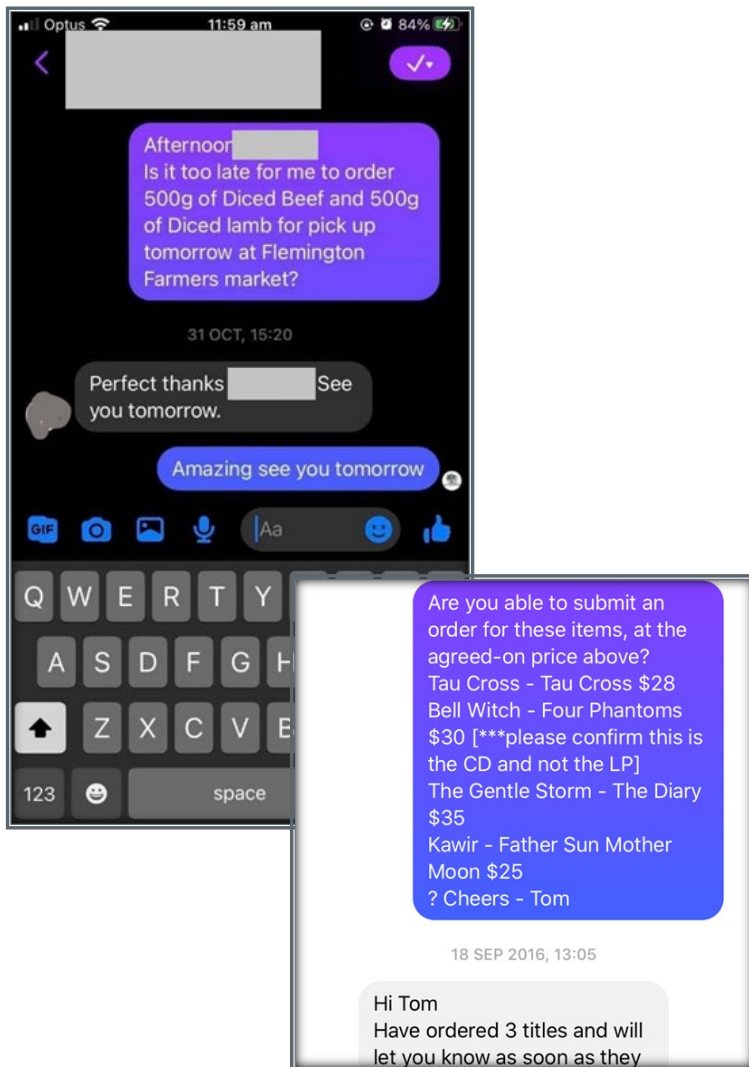 Optus 11:59 am 84%
Afternoon
Is it too late for me to order
500g of Diced Beef and 500g
of Diced lamb for pick up
tomorrow at Flemington
Farmers market?
31 OCT, 15:20
Perfect thanks See
you tomorrow.
Amazing see you tomorrow
GIF Aa
Q W E R T Y
A S D F G H
Z X C V B
123 space
Are you able to submit an
order for these items, at the
agreed-on price above?
Tau Cross - Tau Cross $28
Bell Witch - Four Phantoms
$30 [***please confirm this is
the CD and not the LP]
The Gentle Storm - The Diary
$35
Kawir - Father Sun Mother
Moon $25
? Cheers - Tom
18 SEP 2016, 13:05
Hi Tom
Have ordered 3 titles and will
let you know as soon as they